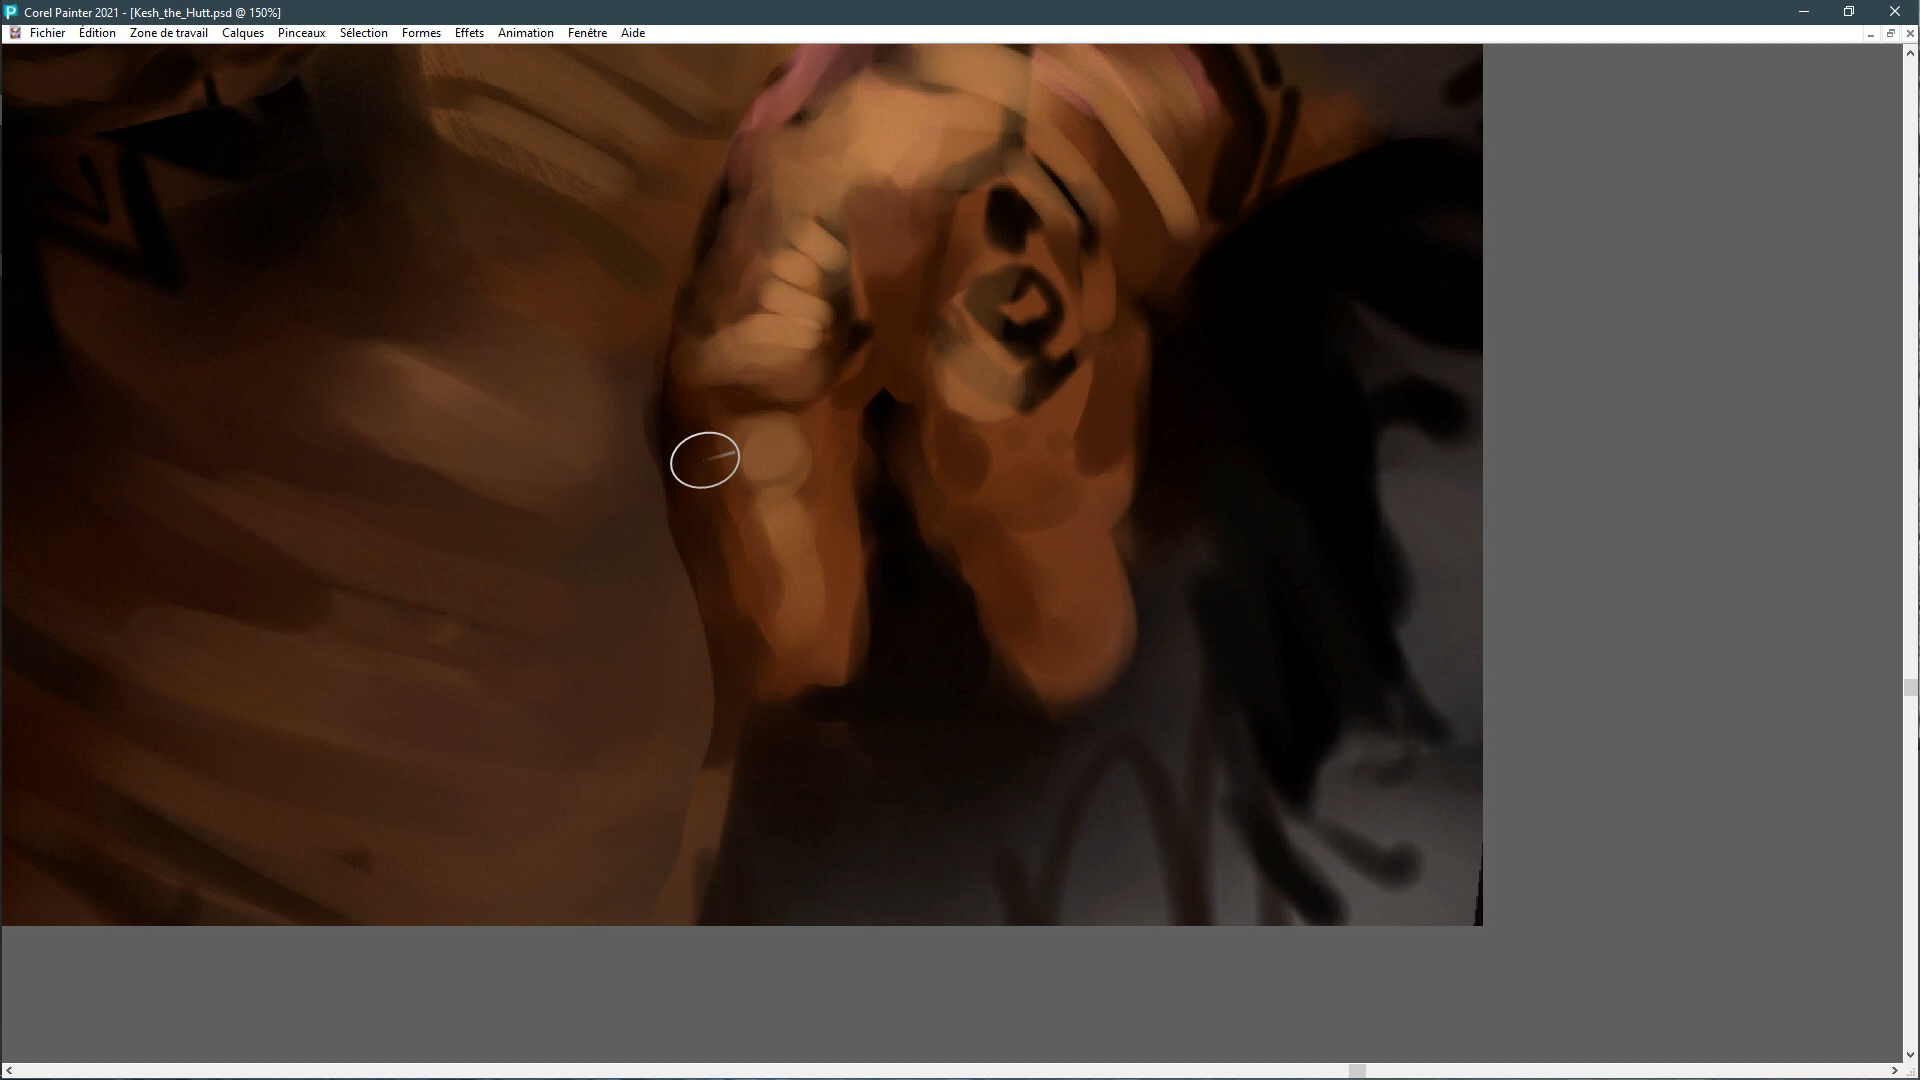 Corel Painter 2021 - [Kesh_the_Hutt.psd @ 150%]
Fichier Édition Zone de travail Calques Pinceaux Sélection Formes Effets Animation Fenêtre Aide